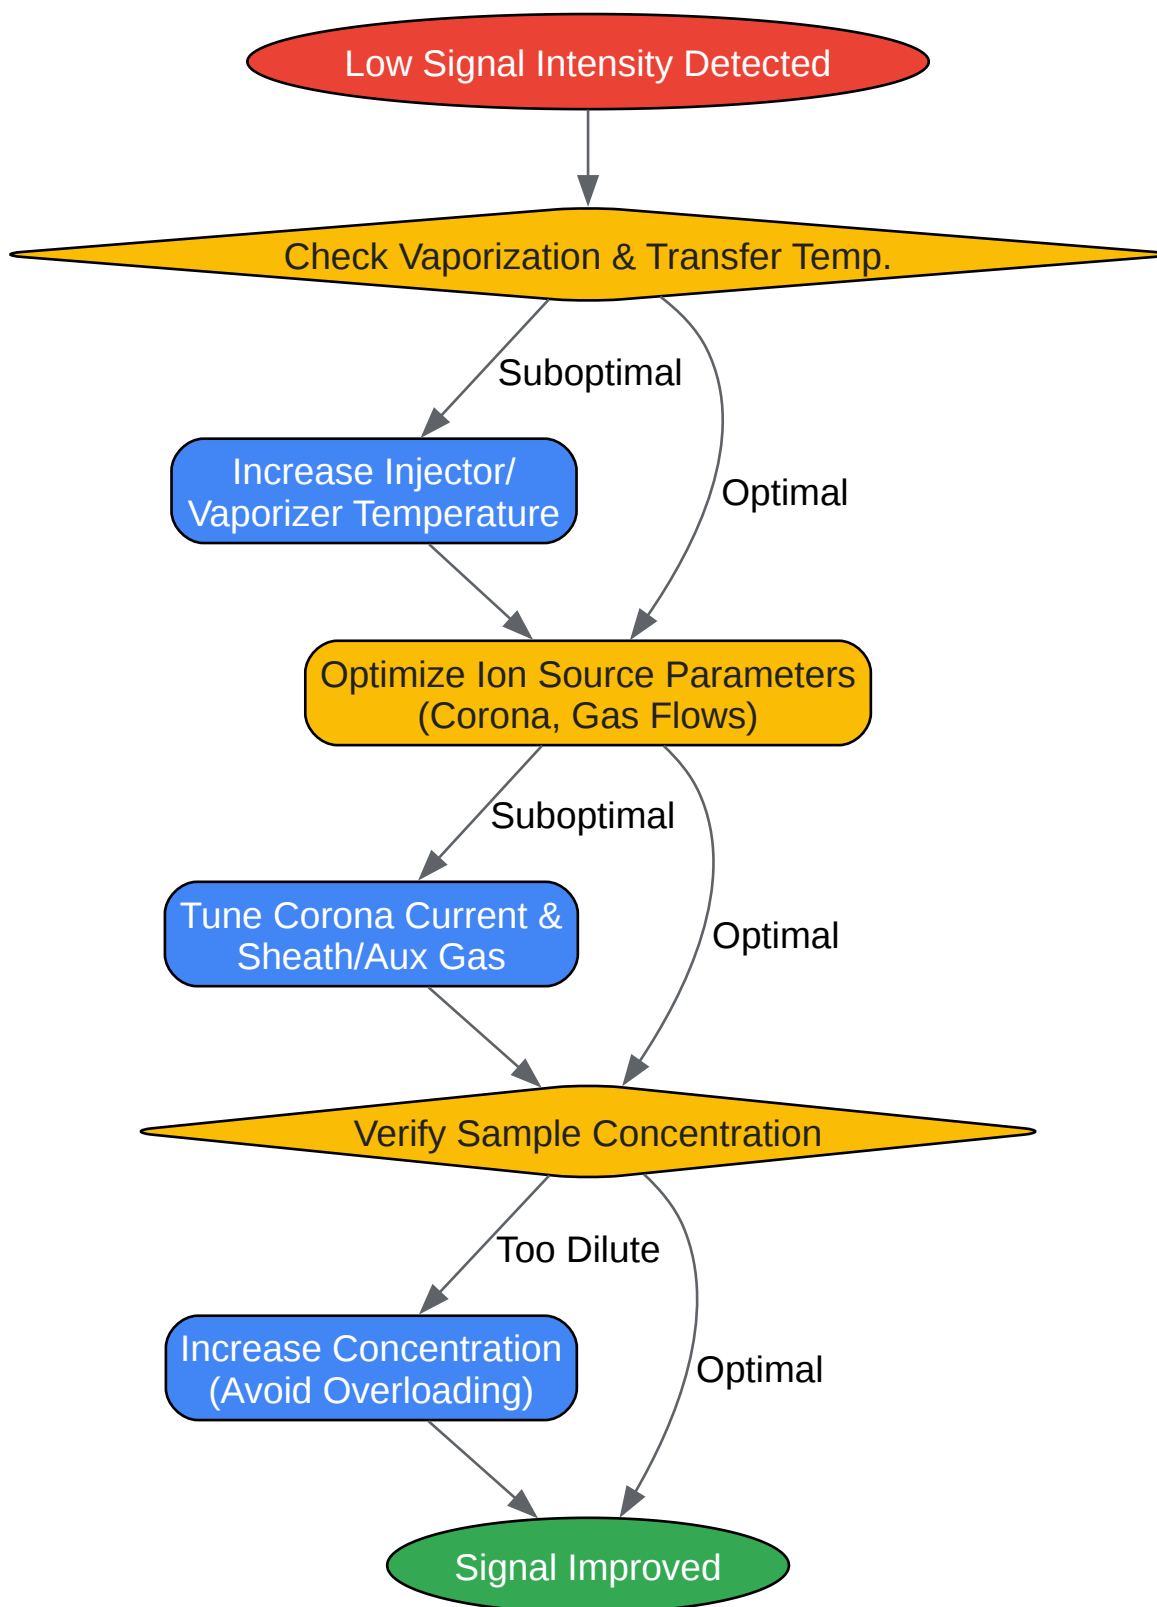 Low Signal Intensity Detected
Check Vaporization & Transfer Temp.
Suboptimal
Increase Injector/
Vaporizer Temperature
Optimal
Optimize Ion Source Parameters
(Corona, Gas Flows)
Suboptimal
Tune Corona Current &
Sheath/Aux Gas
Optimal
Verify Sample Concentration
Too Dilute
Increase Concentration
(Avoid Overloading)
Optimal
Signal Improved